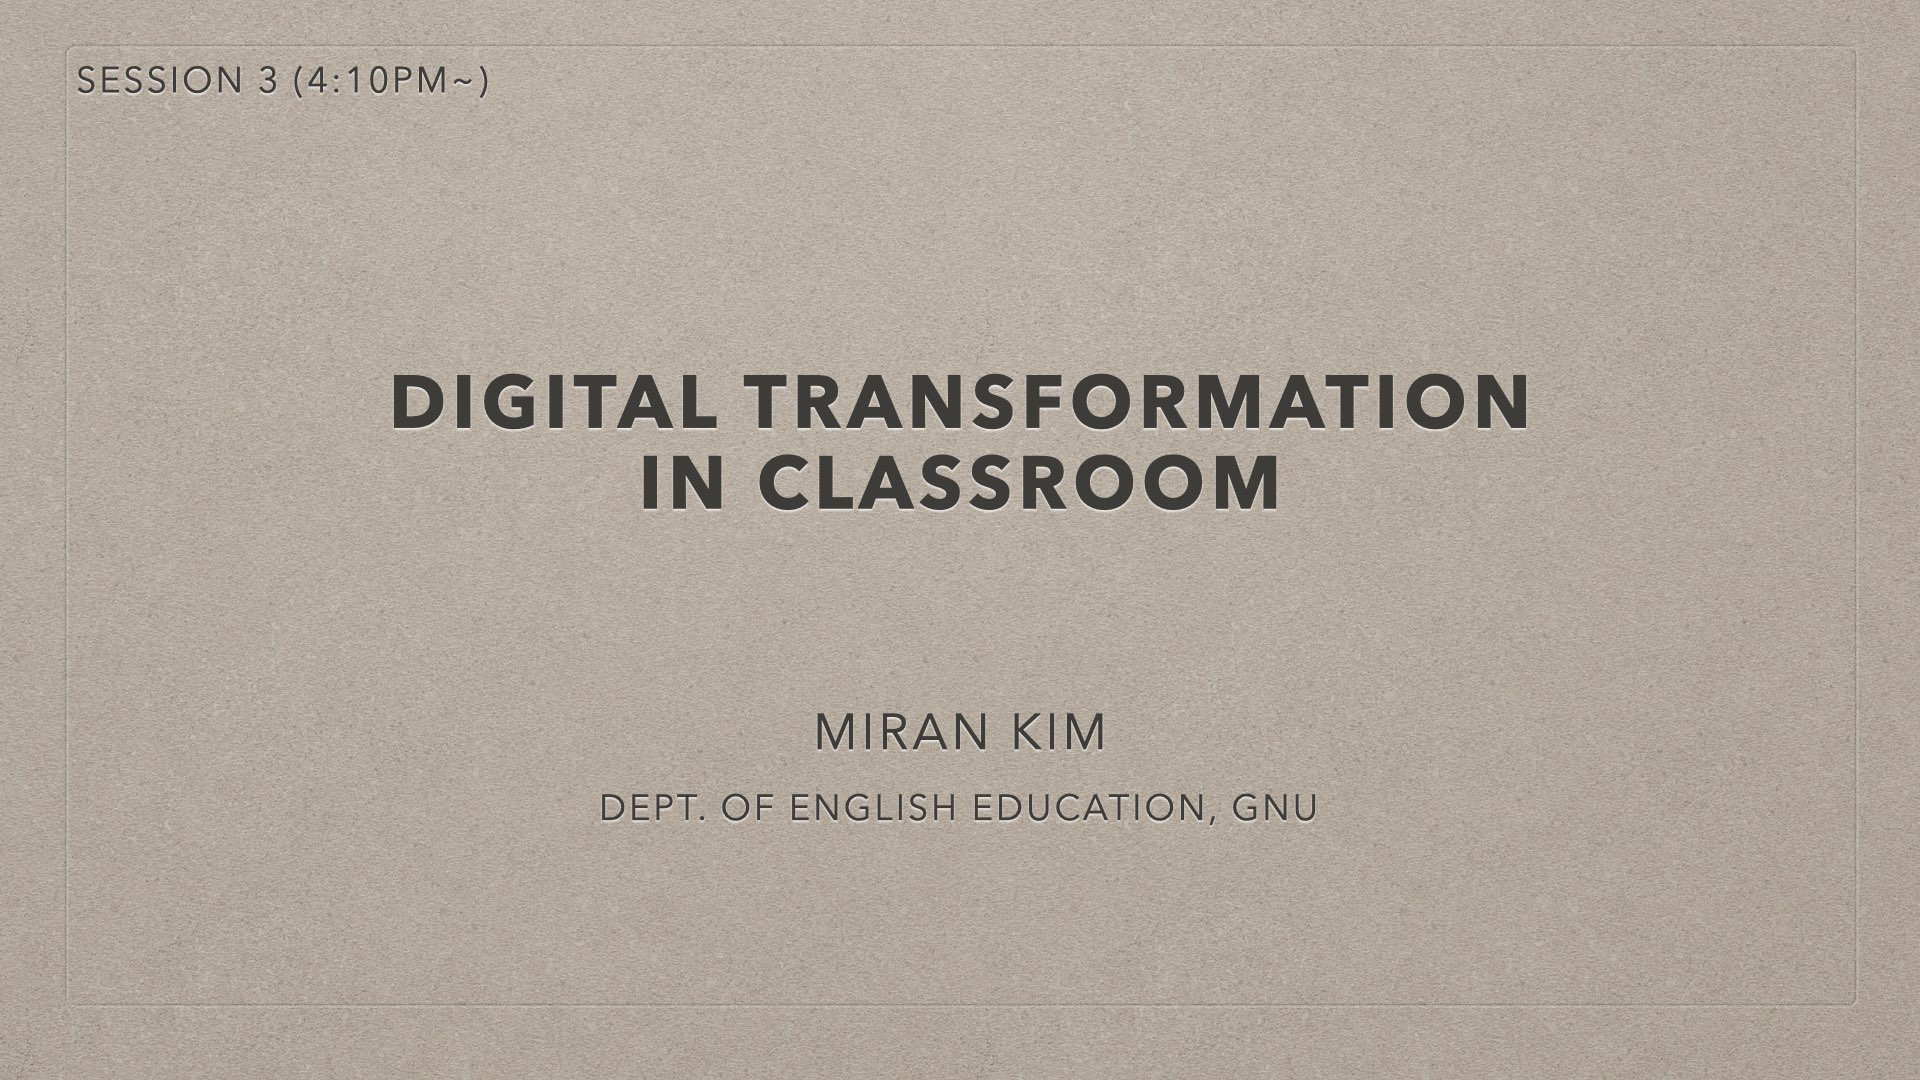 SESSION 3 (4:10PM~)
DIGITAL TRANSFORMATION
IN CLASSROOM
MIRAN KIM
DEPT. OF ENGLISH EDUCATION, GNU